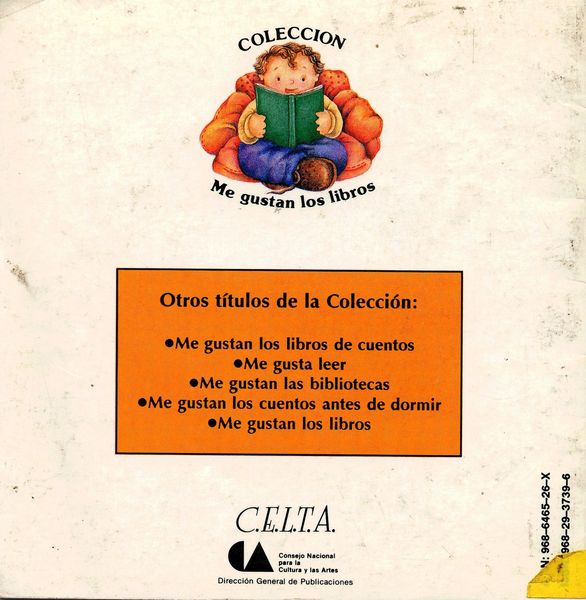 COLECCION
Me gustan los libros
Otros títulos de la Colección:
●Me gustan los libros de cuentos
●Me gusta leer
●Me gustan las bibliotecas
●Me gustan los cuentos antes de dormir
●Me gustan los libros
C.E.L.T.A.
CA
Consejo Nacional
para la
Cultura y las Artes
Dirección General de Publicaciones
N: 968-6465-26-X
968-29-3739-6